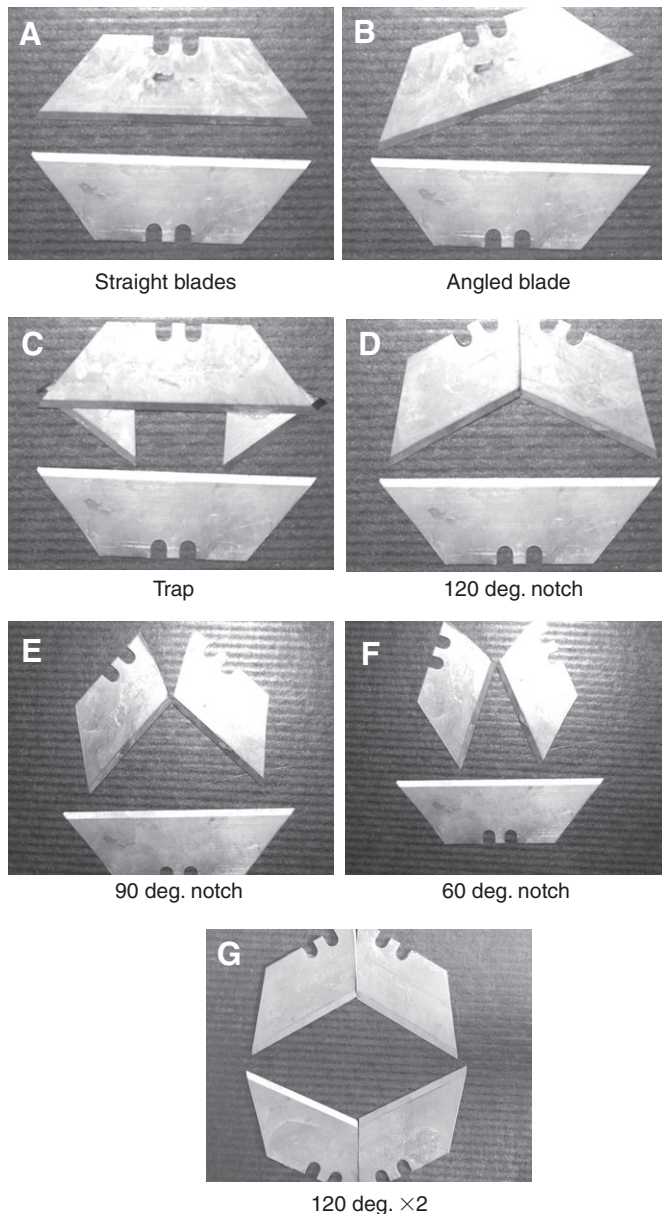 A
B
Straight blades
Angled blade
C
D
Trap
120 deg. notch
E
F
90 deg. notch
60 deg. notch
G
120 deg. ×2